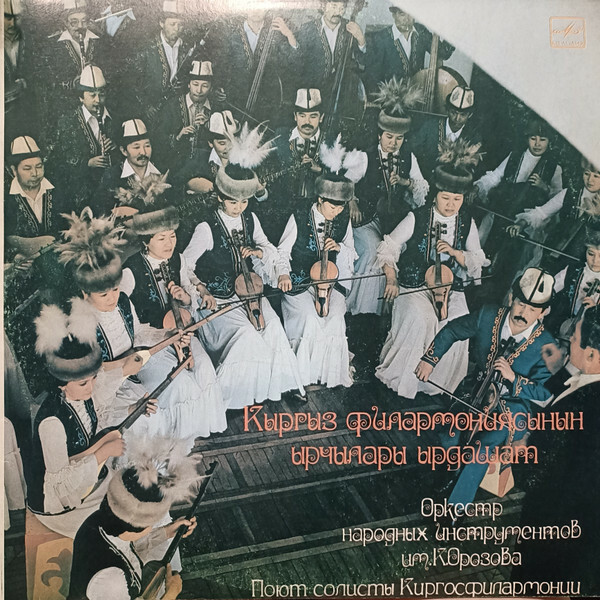 Кыргыз филармониясынын
ырчылары ырдашат
Оркестр
народных инструментов
им.К.Орозова
Поют солисты Киргосфилармонии